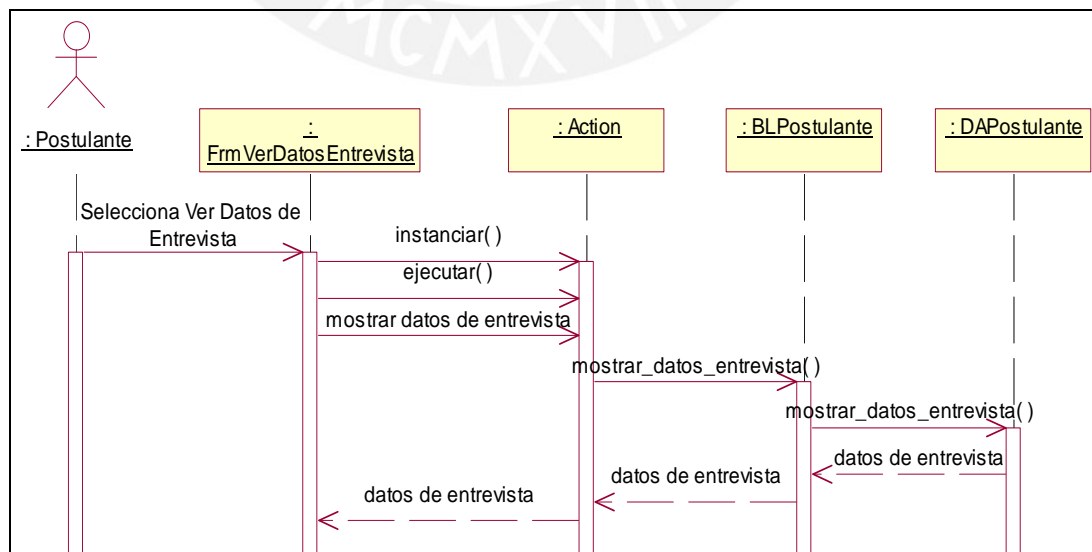 MCMXVII
: Postulante
:
FrmVerDatosEntrevista
: Action
: BLPostulante
: DAPostulante
Selecciona Ver Datos de
Entrevista
instanciar( )
ejecutar( )
mostrar datos de entrevista
mostrar_datos_entrevista( )
mostrar_datos_entrevista( )
datos de entrevista
datos de entrevista
datos de entrevista